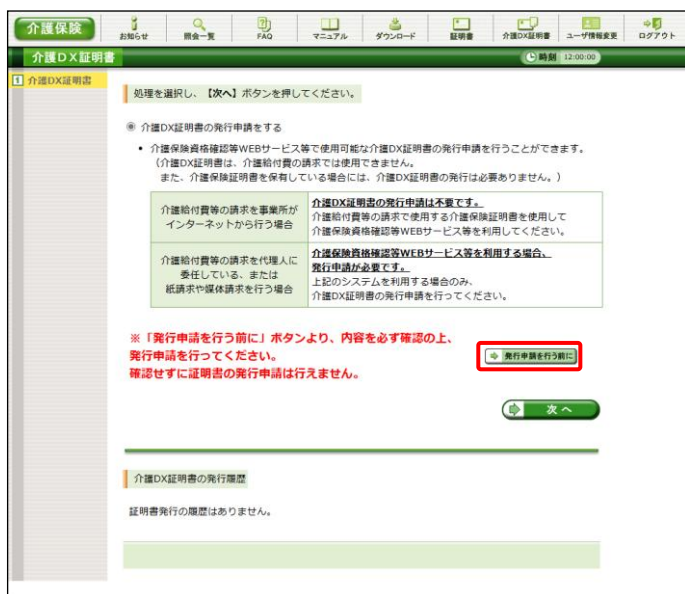 介護保険
お知らせ
照会一覧
FAQ
マニュアル
ダウンロード
証明書
介護DX証明書
ユーザ情報変更
ログアウト
介護DX証明書
時刻 12:00:00
1 介護DX証明書
処理を選択し、【次へ】ボタンを押してください。
介護DX証明書の発行申請をする
• 介護保険資格確認等WEBサービス等で使用可能な介護DX証明書の発行申請を行うことができます。
(介護DX証明書は、介護給付費の請求では使用できません。
また、介護保険証明書を保有している場合には、介護DX証明書の発行は必要ありません。)
介護給付費等の請求を事業所が
インターネットから行う場合
介護DX証明書の発行申請は不要です。
介護給付費等の請求で使用する介護保険証明書を使用して
介護保険資格確認等WEBサービス等を利用してください。
介護給付費等の請求を代理人に
委任している、または
紙請求や媒体請求を行う場合
介護保険資格確認等WEBサービス等を利用する場合、
発行申請が必要です。
上記のシステムを利用する場合のみ、
介護DX証明書の発行申請を行ってください。
※「発行申請を行う前に」ボタンより、内容を必ず確認の上、
発行申請を行ってください。
確認せずに証明書の発行申請は行えません。
発行申請を行う前に
次へ
介護DX証明書の発行履歴
証明書発行の履歴はありません。